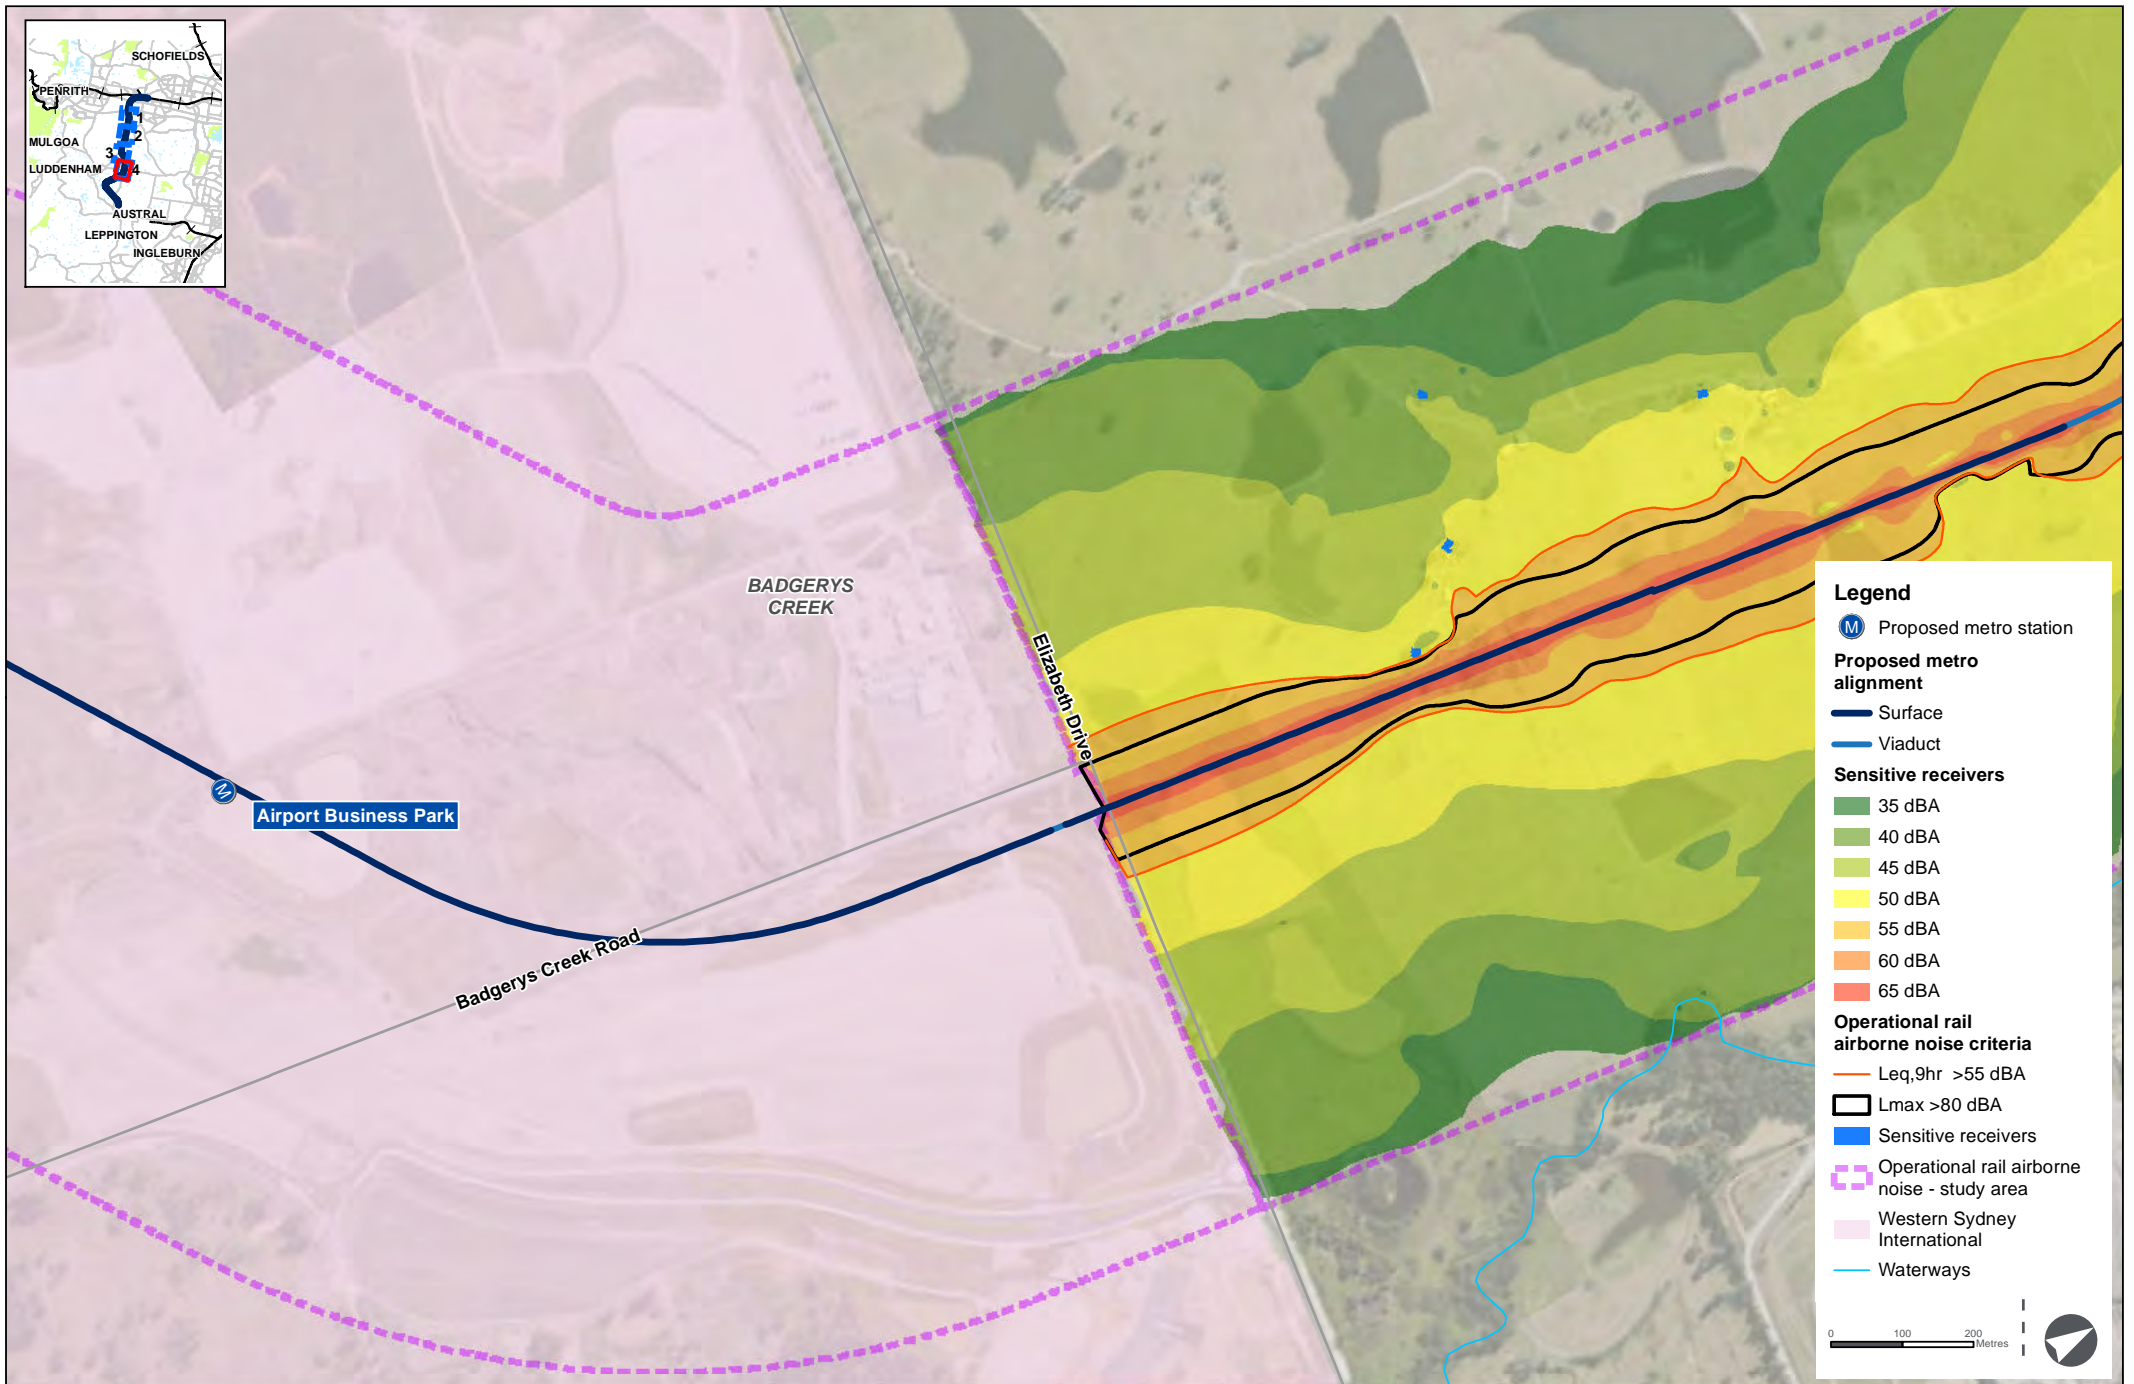 SCHOFIELDS
PENRITH
1
2
MULGOA
3
LUDDENHAM
4
AUSTRAL
LEPPINGTON
INGLEBURN
BADGERYS
CREEK
Elizabeth Drive
M
Airport Business Park
Badgerys Creek Road
Legend
M Proposed metro station
Proposed metro
alignment
Surface
Viaduct
Sensitive receivers
35 dBA
40 dBA
45 dBA
50 dBA
55 dBA
60 dBA
65 dBA
Operational rail
airborne noise criteria
Leq,9hr >55 dBA
Lmax >80 dBA
Sensitive receivers
Operational rail airborne
noise - study area
Western Sydney
International
Waterways
0 100 200
Metres